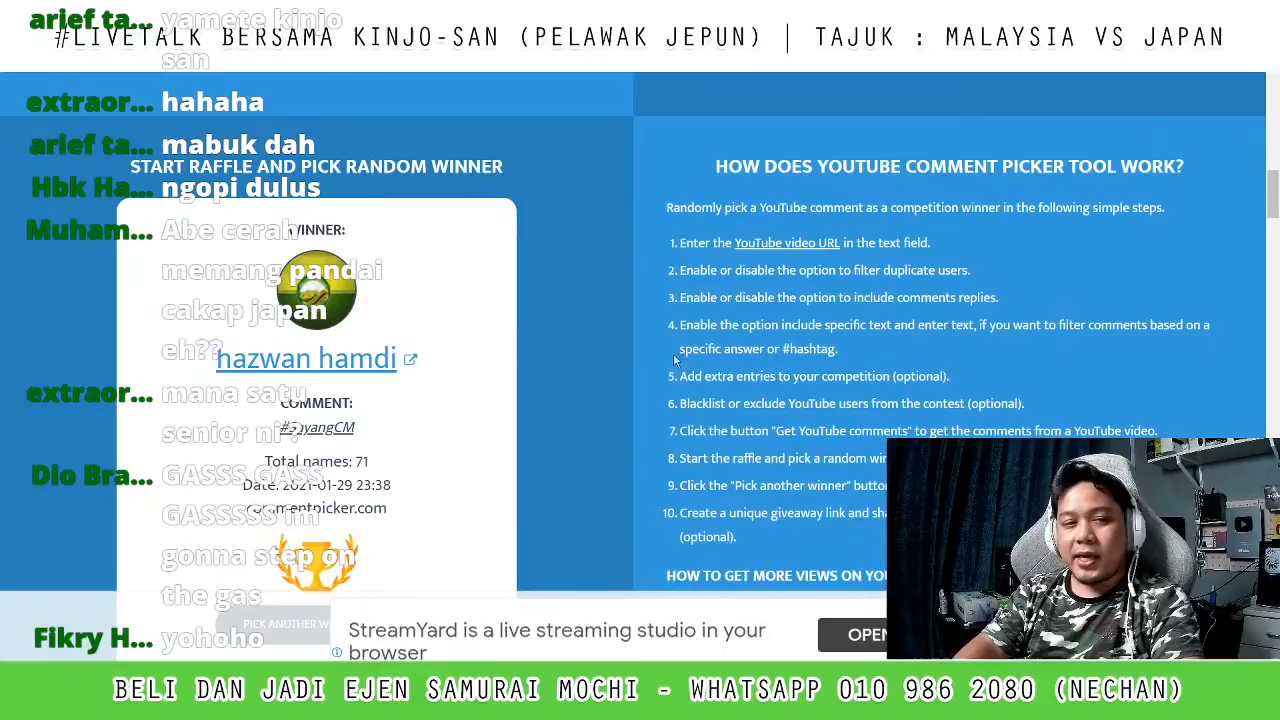 #LIVETALK BERSAMA KINJO-SAN (PELAWAK JEPUN) | TAJUK : MALAYSIA VS JAPAN
arief ta... yamete kinjo
san
extraor... hahaha
arief ta... mabuk dah
Hbk Ha... ngopi dulus
Muham... Abe cerah
memang pandai
cakap japan
eh??
extraor... mana satu
senior ni?
Dio Bra... GASSS GASS
GASSSSS im
gonna step on
the gas
Fikry H... yohoho
START RAFFLE AND PICK RANDOM WINNER
WINNER:
hazwan hamdi
COMMENT:
#SayangCM
Total names: 71
Date: 2021-01-29 23:38
commentpicker.com
PICK ANOTHER W
HOW DOES YOUTUBE COMMENT PICKER TOOL WORK?
Randomly pick a YouTube comment as a competition winner in the following simple steps.
1. Enter the YouTube video URL in the text field.
2. Enable or disable the option to filter duplicate users.
3. Enable or disable the option to include comments replies.
4. Enable the option include specific text and enter text, if you want to filter comments based on a
specific answer or #hashtag.
5. Add extra entries to your competition (optional).
6. Blacklist or exclude YouTube users from the contest (optional).
7. Click the button "Get YouTube comments" to get the comments from a YouTube video.
8. Start the raffle and pick a random win
9. Click the "Pick another winner" button
10. Create a unique giveaway link and sha
(optional).
HOW TO GET MORE VIEWS ON YOU
StreamYard is a live streaming studio in your
browser
OPEN
BELI DAN JADI EJEN SAMURAI MOCHI - WHATSAPP 010 986 2080 (NECHAN)